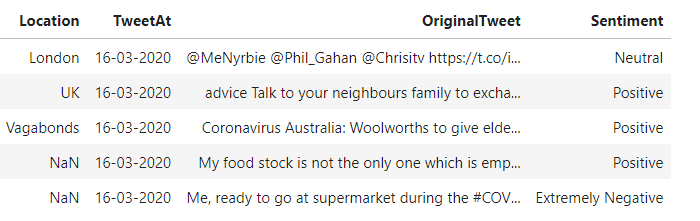 Location TweetAt OriginalTweet Sentiment
London 16-03-2020 @MeNyrbie @Phil_Gahan @Chrisitv https://t.co/i... Neutral
UK 16-03-2020 advice Talk to your neighbours family to excha... Positive
Vagabonds 16-03-2020 Coronavirus Australia: Woolworths to give elde... Positive
NaN 16-03-2020 My food stock is not the only one which is emp... Positive
NaN 16-03-2020 Me, ready to go at supermarket during the #COV... Extremely Negative